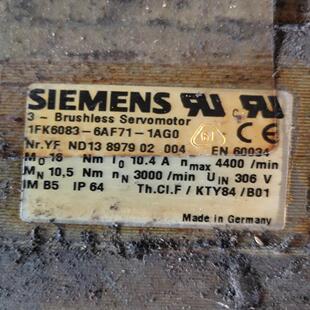 SIEMENS
3 - Brushless Servomotor
1FK6083-6AF71-1AG0
Nr.YF ND13 8979 02 004 EN 60034
M0 16 Nm I0 10.4 A nmax 4400 /min
MN 10,5 Nm nN 3000 /min UIN 306 V
IM B5 IP 64 Th.Cl.F / KTY84 /B01
Made in Germany